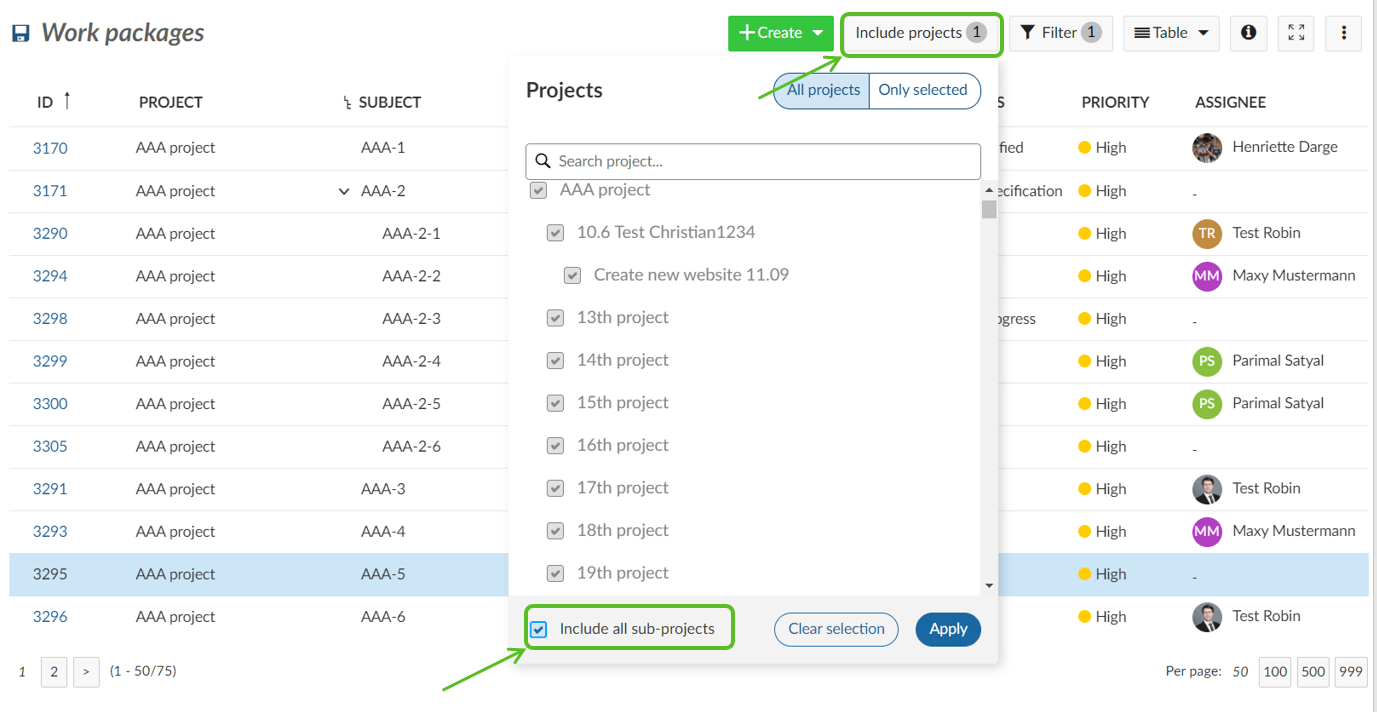 Work packages
Create Include projects 1 Filter 1 Table
Projects
All projects Only selected
ID PROJECT SUBJECT S PRIORITY ASSIGNEE
Search project...
3170 AAA project AAA-1 fied High Henriette Darge
AAA project
3171 AAA project AAA-2 ecification High -
10.6 Test Christian1234
3290 AAA project AAA-2-1 High TR Test Robin
Create new website 11.09
3294 AAA project AAA-2-2 High MM Maxy Mustermann
13th project
3298 AAA project AAA-2-3 ogress High -
14th project
3299 AAA project AAA-2-4 High PS Parimal Satyal
15th project
3300 AAA project AAA-2-5 High PS Parimal Satyal
16th project
3305 AAA project AAA-2-6 High -
17th project
3291 AAA project AAA-3 High Test Robin
18th project
3293 AAA project AAA-4 High MM Maxy Mustermann
19th project
3295 AAA project AAA-5 High -
3296 AAA project AAA-6 High Test Robin
Include all sub-projects Clear selection Apply
1 2 > (1 - 50/75) Per page: 50 100 500 999